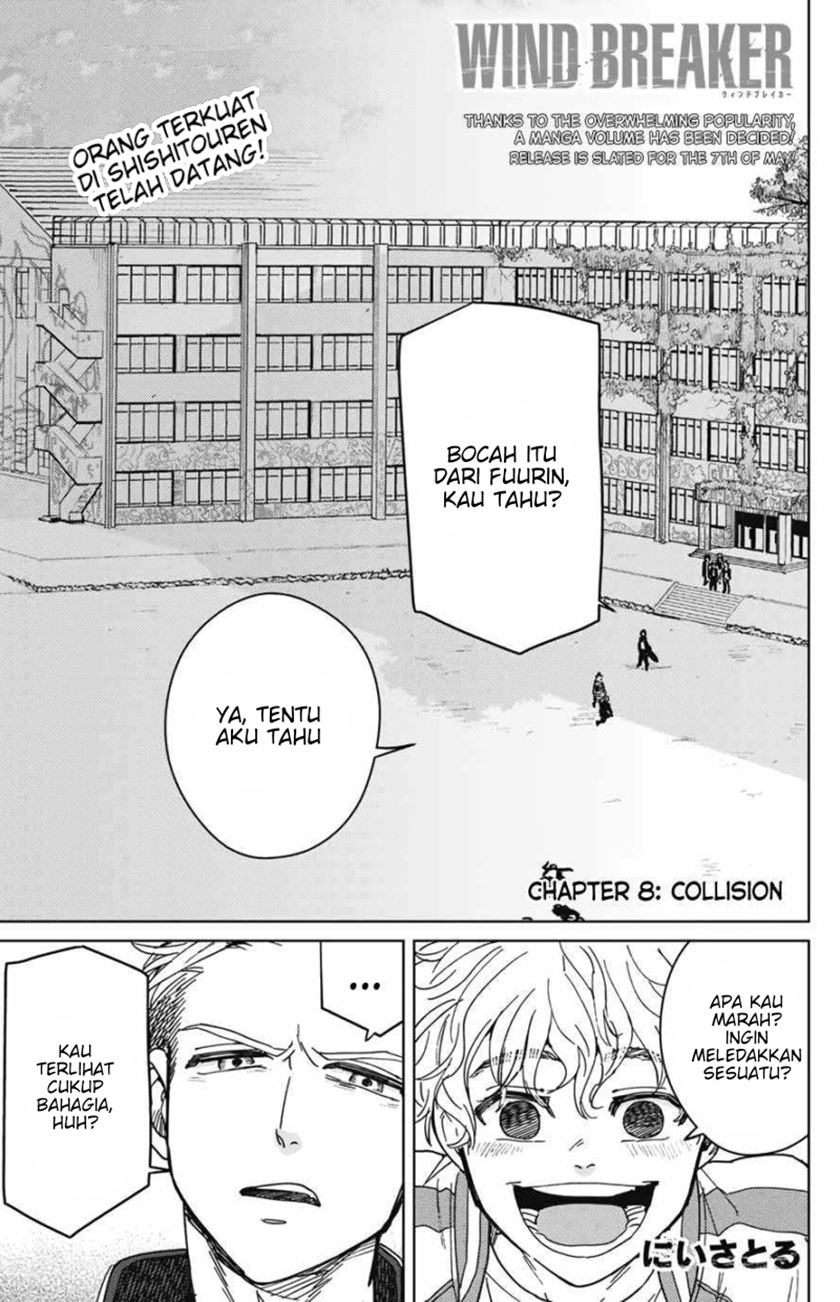 WIND BREAKER
ウィンドブレイカー
THANKS TO THE OVERWHELMING POPULARITY,
A MANGA VOLUME HAS BEEN DECIDED!
RELEASE IS SLATED FOR THE 7TH OF MAY!
ORANG TERKUAT
DI SHISHITOUREN
TELAH DATANG!
BOCAH ITU
DARI FUURIN,
KAU TAHU?
YA, TENTU
AKU TAHU
CHAPTER 8: COLLISION
APA KAU
MARAH?
INGIN
MELEDAKKAN
SESUATU?
にいさとる
...
KAU
TERLIHAT
CUKUP
BAHAGIA,
HUH?